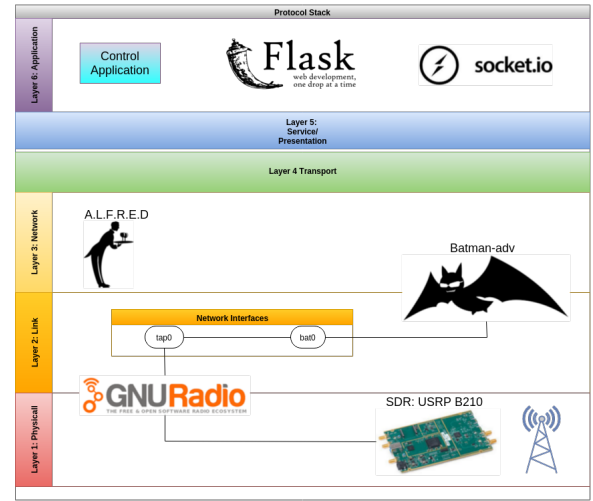 Protocol Stack
Layer 6: Application
Control
Application
Flask
web development,
one drop at a time
socket.io
Layer 5:
Service/
Presentation
Layer 4 Transport
Layer 3: Network
A.L.F.R.E.D
Batman-adv
Layer 2: Link
Network Interfaces
tap0
bat0
GNURadio
THE FREE & OPEN SOFTWARE RADIO ECOSYSTEM
Layer 1: Physicall
SDR: USRP B210